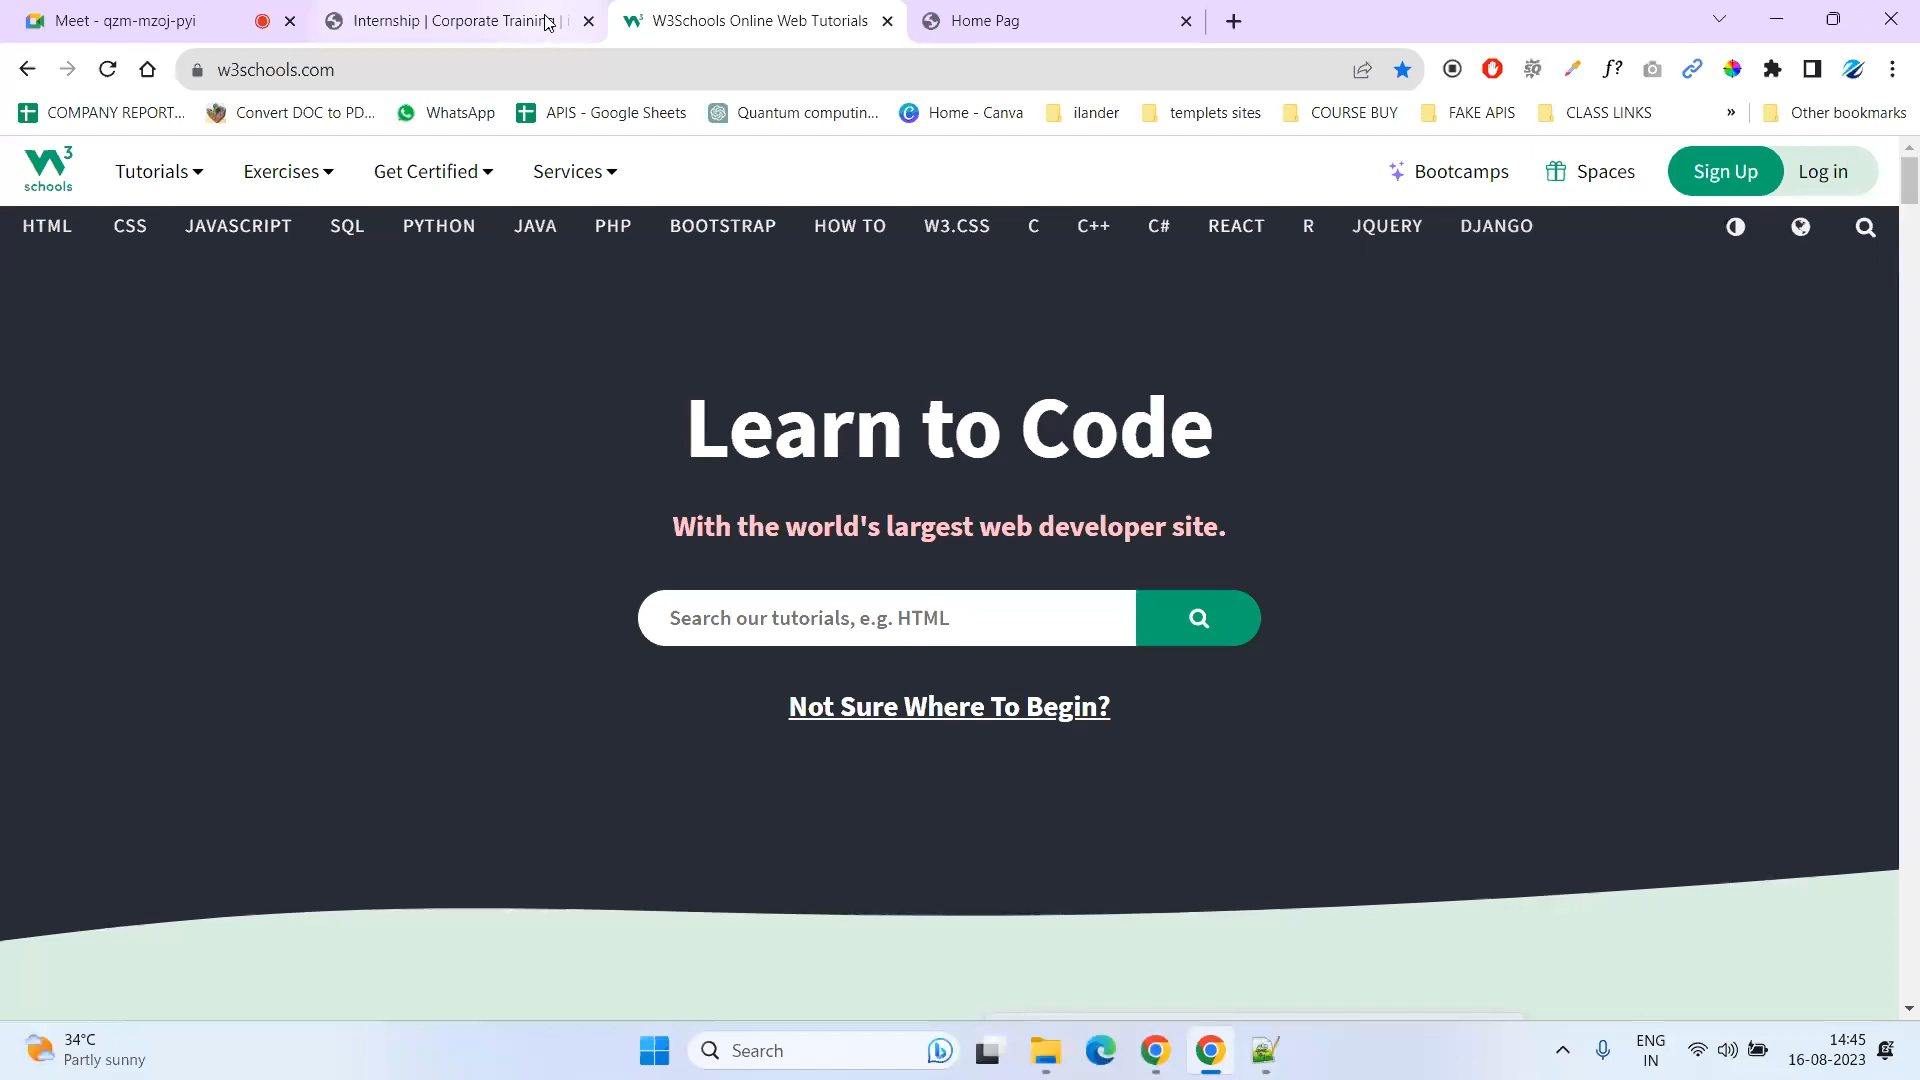 Meet - qzm-mzoj-pyi
Internship | Corporate Training |
W3Schools Online Web Tutorials
Home Pag
w3schools.com
f?
COMPANY REPORT...
Convert DOC to PD...
WhatsApp
APIS - Google Sheets
Quantum computin...
Home - Canva
ilander
templets sites
COURSE BUY
FAKE APIS
CLASS LINKS
»
Other bookmarks
W3
schools
Tutorials
Exercises
Get Certified
Services
Bootcamps
Spaces
Sign Up
Log in
HTML CSS JAVASCRIPT SQL PYTHON JAVA PHP BOOTSTRAP HOW TO W3.CSS C C++ C# REACT R JQUERY DJANGO
Learn to Code
With the world's largest web developer site.
Search our tutorials, e.g. HTML
Not Sure Where To Begin?
34°C
Partly sunny
Search
ENG
IN
14:45
16-08-2023